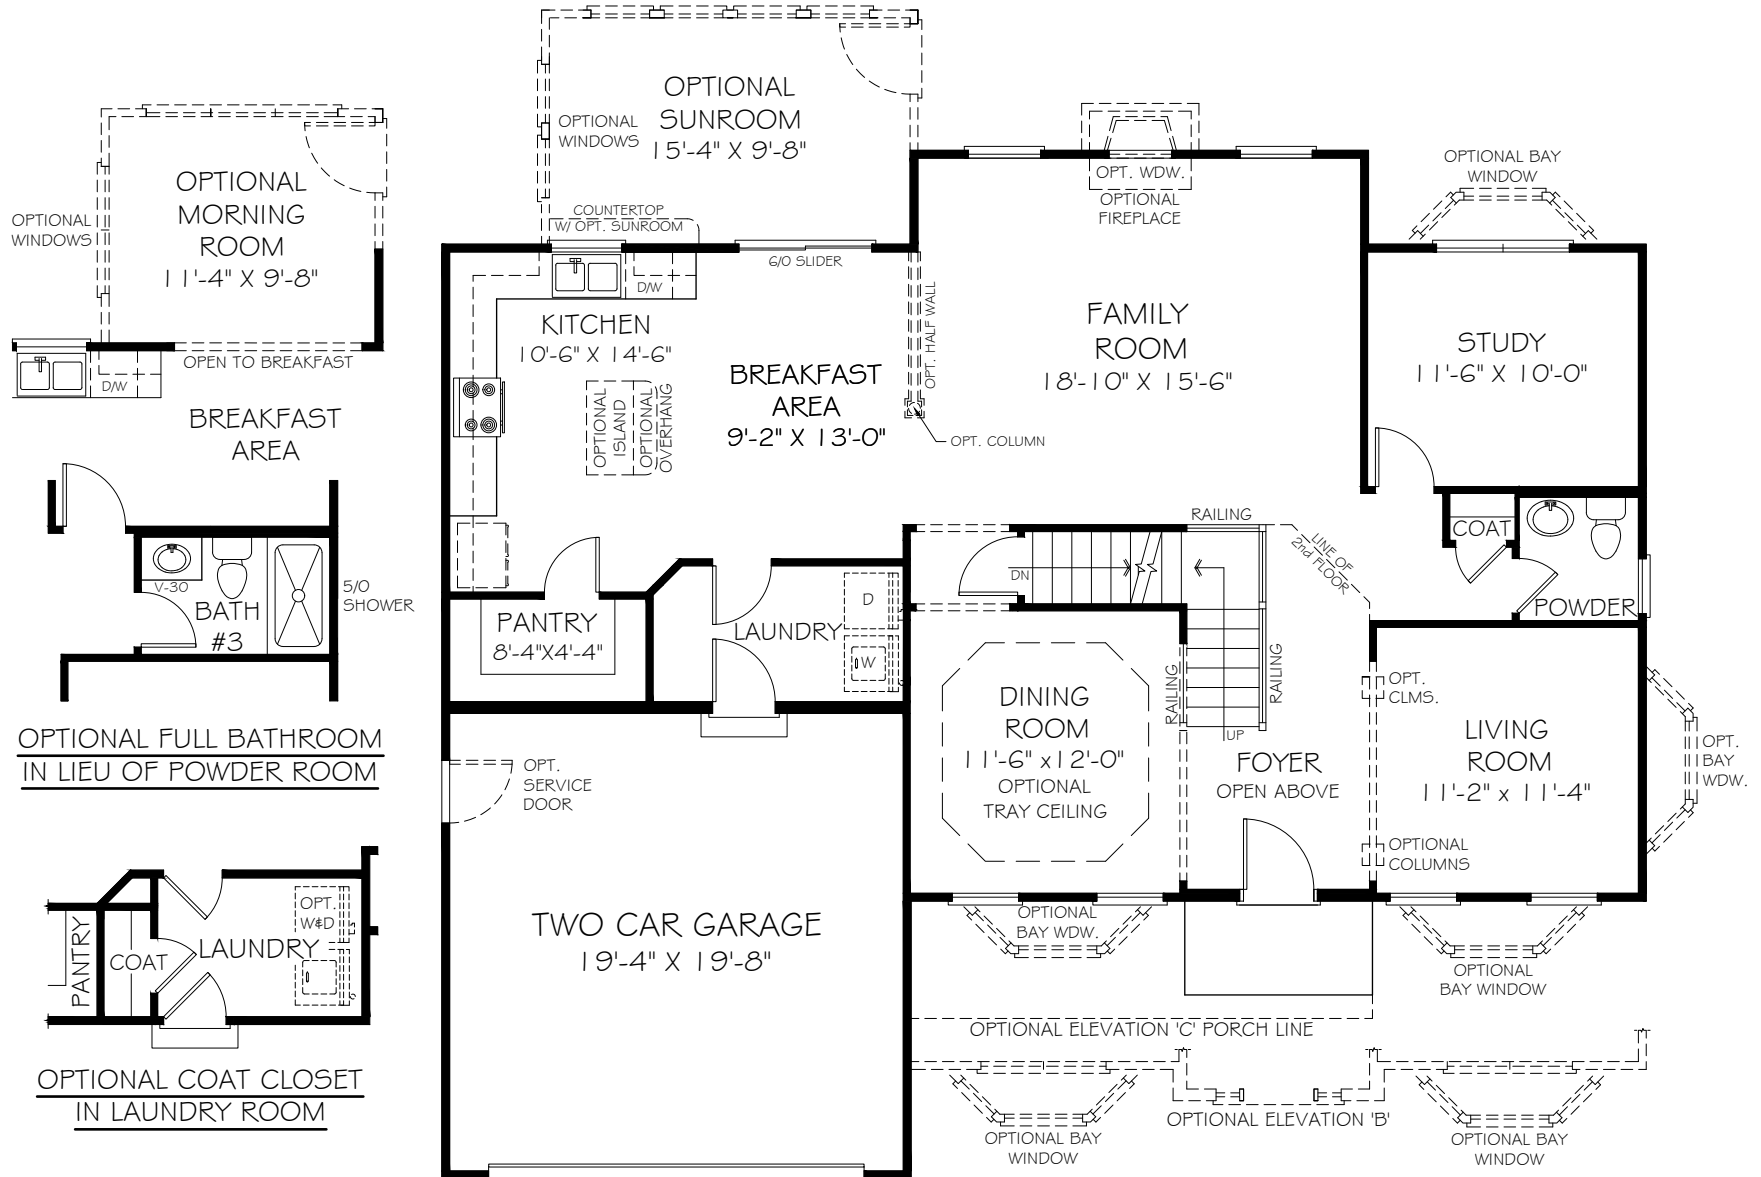 OPTIONAL
SUNROOM
15'-4" X 9'-8"
OPTIONAL
WINDOWS
COUNTERTOP
W/ OPT. SUNROOM
OPTIONAL
MORNING
ROOM
11'-4" X 9'-8"
OPTIONAL
WINDOWS
OPEN TO BREAKFAST
D/W
BREAKFAST
AREA
OPT. WDW.
OPTIONAL
FIREPLACE
OPTIONAL BAY
WINDOW
6/0 SLIDER
D/W
KITCHEN
10'-6" X 14'-6"
OPTIONAL
ISLAND
OPTIONAL
OVERHANG
BREAKFAST
AREA
9'-2" X 13'-0"
OPT. HALF WALL
OPT. COLUMN
FAMILY
ROOM
18'-10" X 15'-6"
STUDY
11'-6" X 10'-0"
COAT
POWDER
RAILING
LINE OF
2nd FLOOR
DN
V-30
BATH
#3
5/0
SHOWER
OPTIONAL FULL BATHROOM
IN LIEU OF POWDER ROOM
PANTRY
8'-4"X4'-4"
LAUNDRY
D
W
DINING
ROOM
11'-6" x12'-0"
OPTIONAL
TRAY CEILING
RAILING
RAILING
UP
FOYER
OPEN ABOVE
OPT.
CLMS.
LIVING
ROOM
11'-2" x 11'-4"
OPTIONAL
COLUMNS
OPT.
BAY
WDW.
OPT.
SERVICE
DOOR
TWO CAR GARAGE
19'-4" X 19'-8"
PANTRY
COAT
LAUNDRY
OPT.
W&D
OPTIONAL COAT CLOSET
IN LAUNDRY ROOM
OPTIONAL
BAY WDW.
OPTIONAL
BAY WINDOW
OPTIONAL ELEVATION 'C' PORCH LINE
OPTIONAL ELEVATION 'B'
OPTIONAL BAY
WINDOW
OPTIONAL BAY
WINDOW